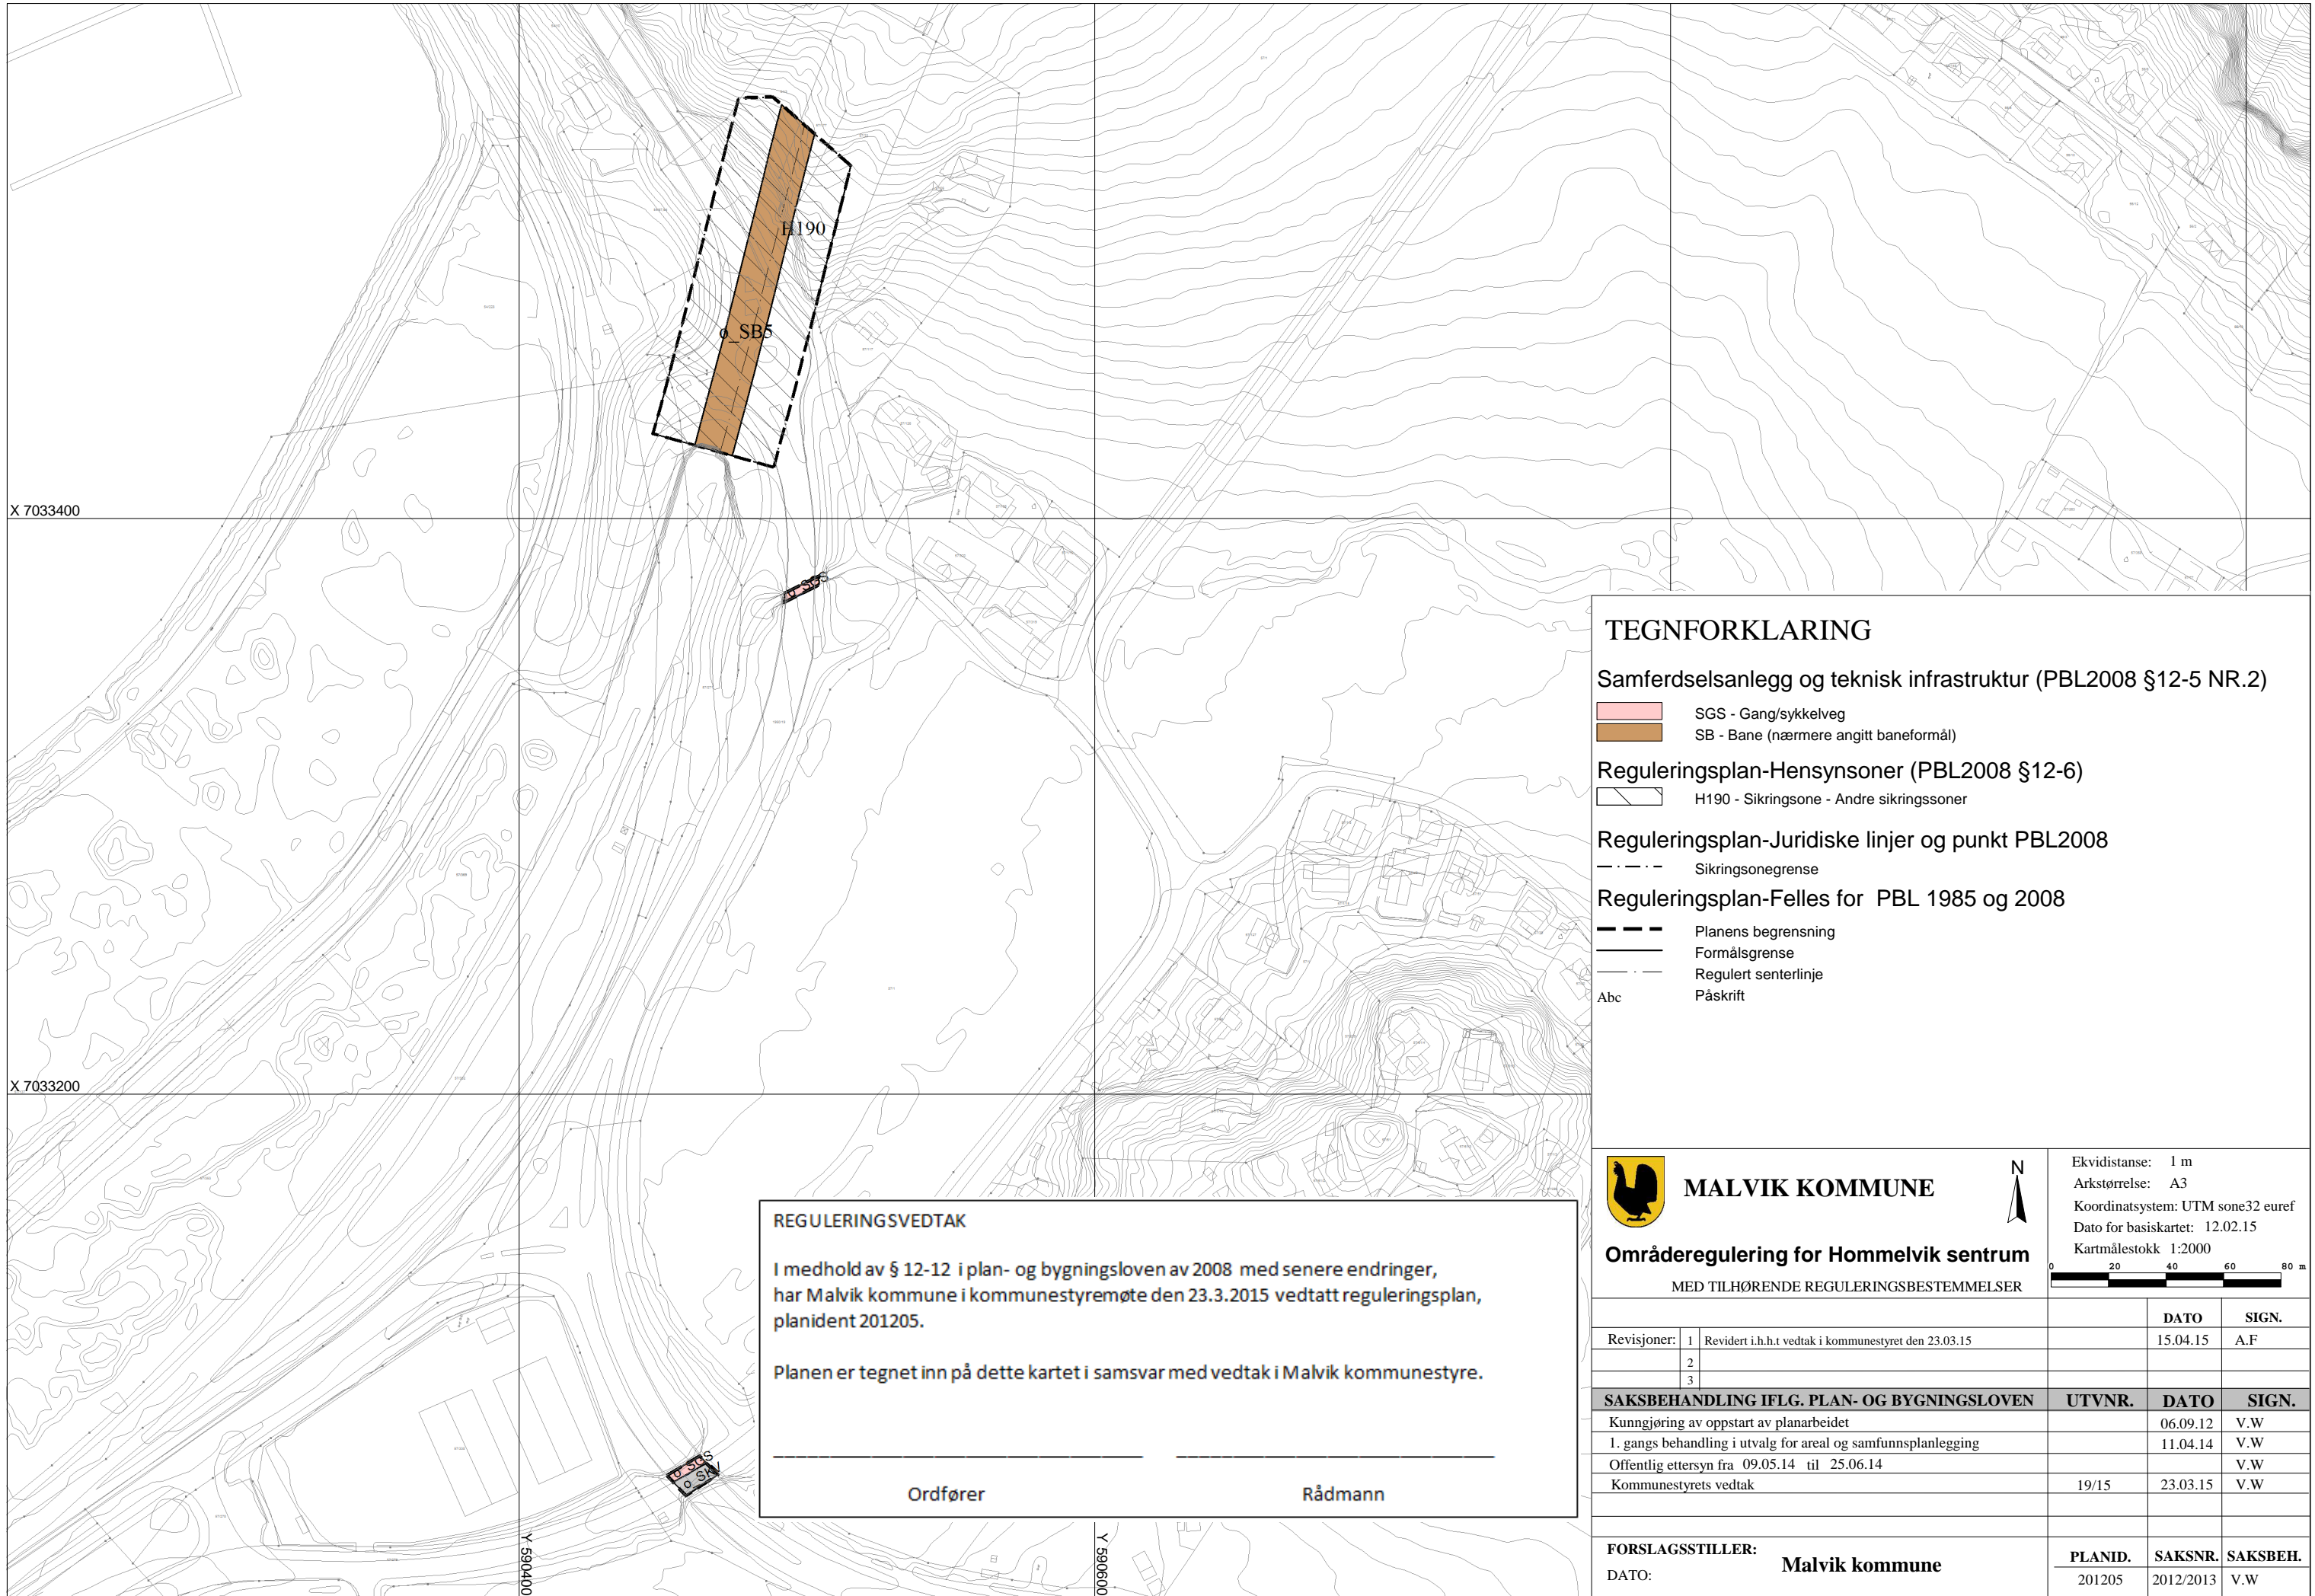 H190
o_SB5
X 7033400
X 7033200
Y 590400
Y 590600
o SGS
TEGNFORKLARING
Samferdselsanlegg og teknisk infrastruktur (PBL2008 §12-5 NR.2)
SGS - Gang/sykkelveg
SB - Bane (nærmere angitt baneformål)
Reguleringsplan-Hensynsoner (PBL2008 §12-6)
H190 - Sikringsone - Andre sikringssoner
Reguleringsplan-Juridiske linjer og punkt PBL2008
Sikringsonegrense
Reguleringsplan-Felles for PBL 1985 og 2008
Planens begrensning
Formålsgrense
Regulert senterlinje
Abc Påskrift
REGULERINGSVEDTAK
I medhold av § 12-12 i plan- og bygningsloven av 2008 med senere endringer,
har Malvik kommune i kommunestyremøte den 23.3.2015 vedtatt reguleringsplan,
planident 201205.
Planen er tegnet inn på dette kartet i samsvar med vedtak i Malvik kommunestyre.
Ordfører Rådmann
MALVIK KOMMUNE
N
Områderegulering for Hommelvik sentrum
MED TILHØRENDE REGULERINGSBESTEMMELSER
Ekvidistanse: 1 m
Arkstørrelse: A3
Koordinatsystem: UTM sone32 euref
Dato for basiskartet: 12.02.15
Kartmålestokk 1:2000
0 20 40 60 80 m
DATO SIGN.
Revisjoner: 1 Revidert i.h.h.t vedtak i kommunestyret den 23.03.15 15.04.15 A.F
2
3
SAKSBEHANDLING IFLG. PLAN- OG BYGNINGSLOVEN UTVNR. DATO SIGN.
Kunngjøring av oppstart av planarbeidet 06.09.12 V.W
1. gangs behandling i utvalg for areal og samfunnsplanlegging 11.04.14 V.W
Offentlig ettersyn fra 09.05.14 til 25.06.14 V.W
Kommunestyrets vedtak 19/15 23.03.15 V.W
FORSLAGSSTILLER: Malvik kommune
DATO:
PLANID. SAKSNR. SAKSBEH.
201205 2012/2013 V.W